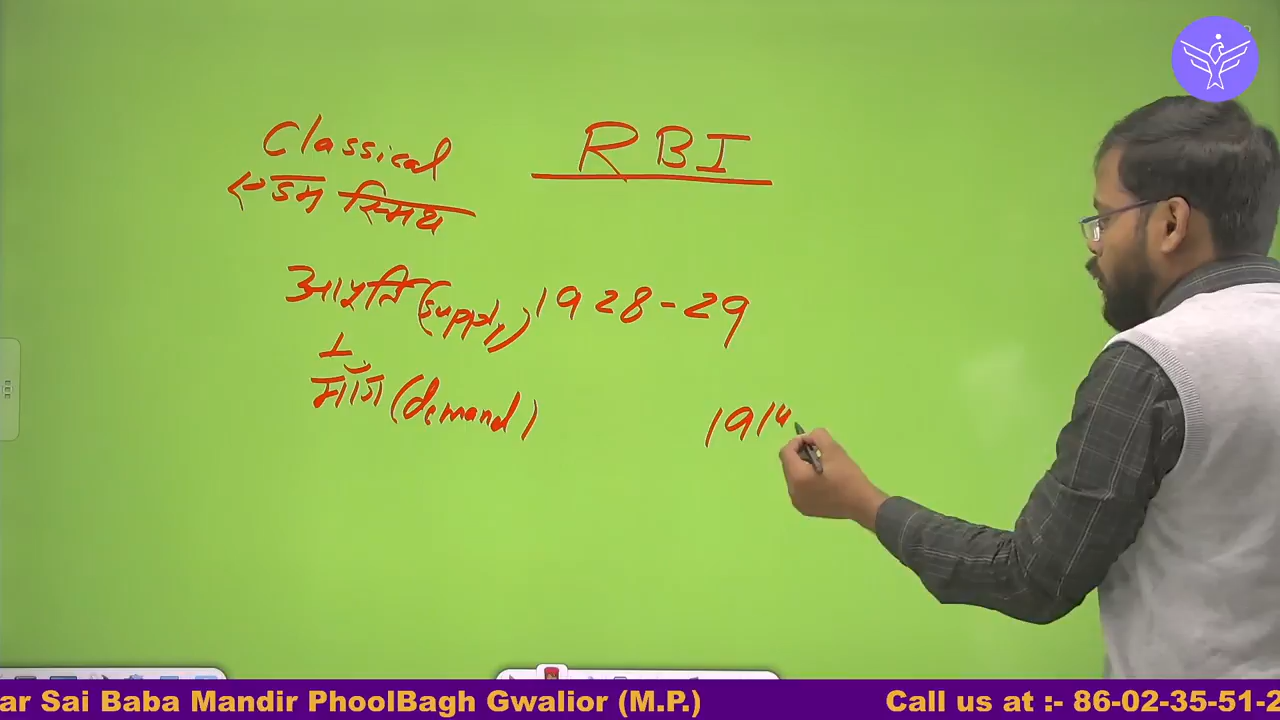 Classical
RBI
एडम स्मिथ
आपूर्ति (supply)
1928-29
⊥
माँग (demand)
1914
ar Sai Baba Mandir PhoolBagh Gwalior (M.P.)
Call us at :- 86-02-35-51-2